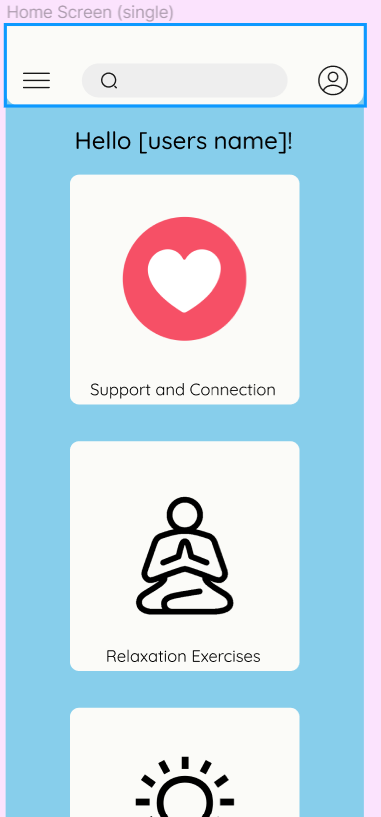 Home Screen (single)
Hello [users name]!
Support and Connection
Relaxation Exercises